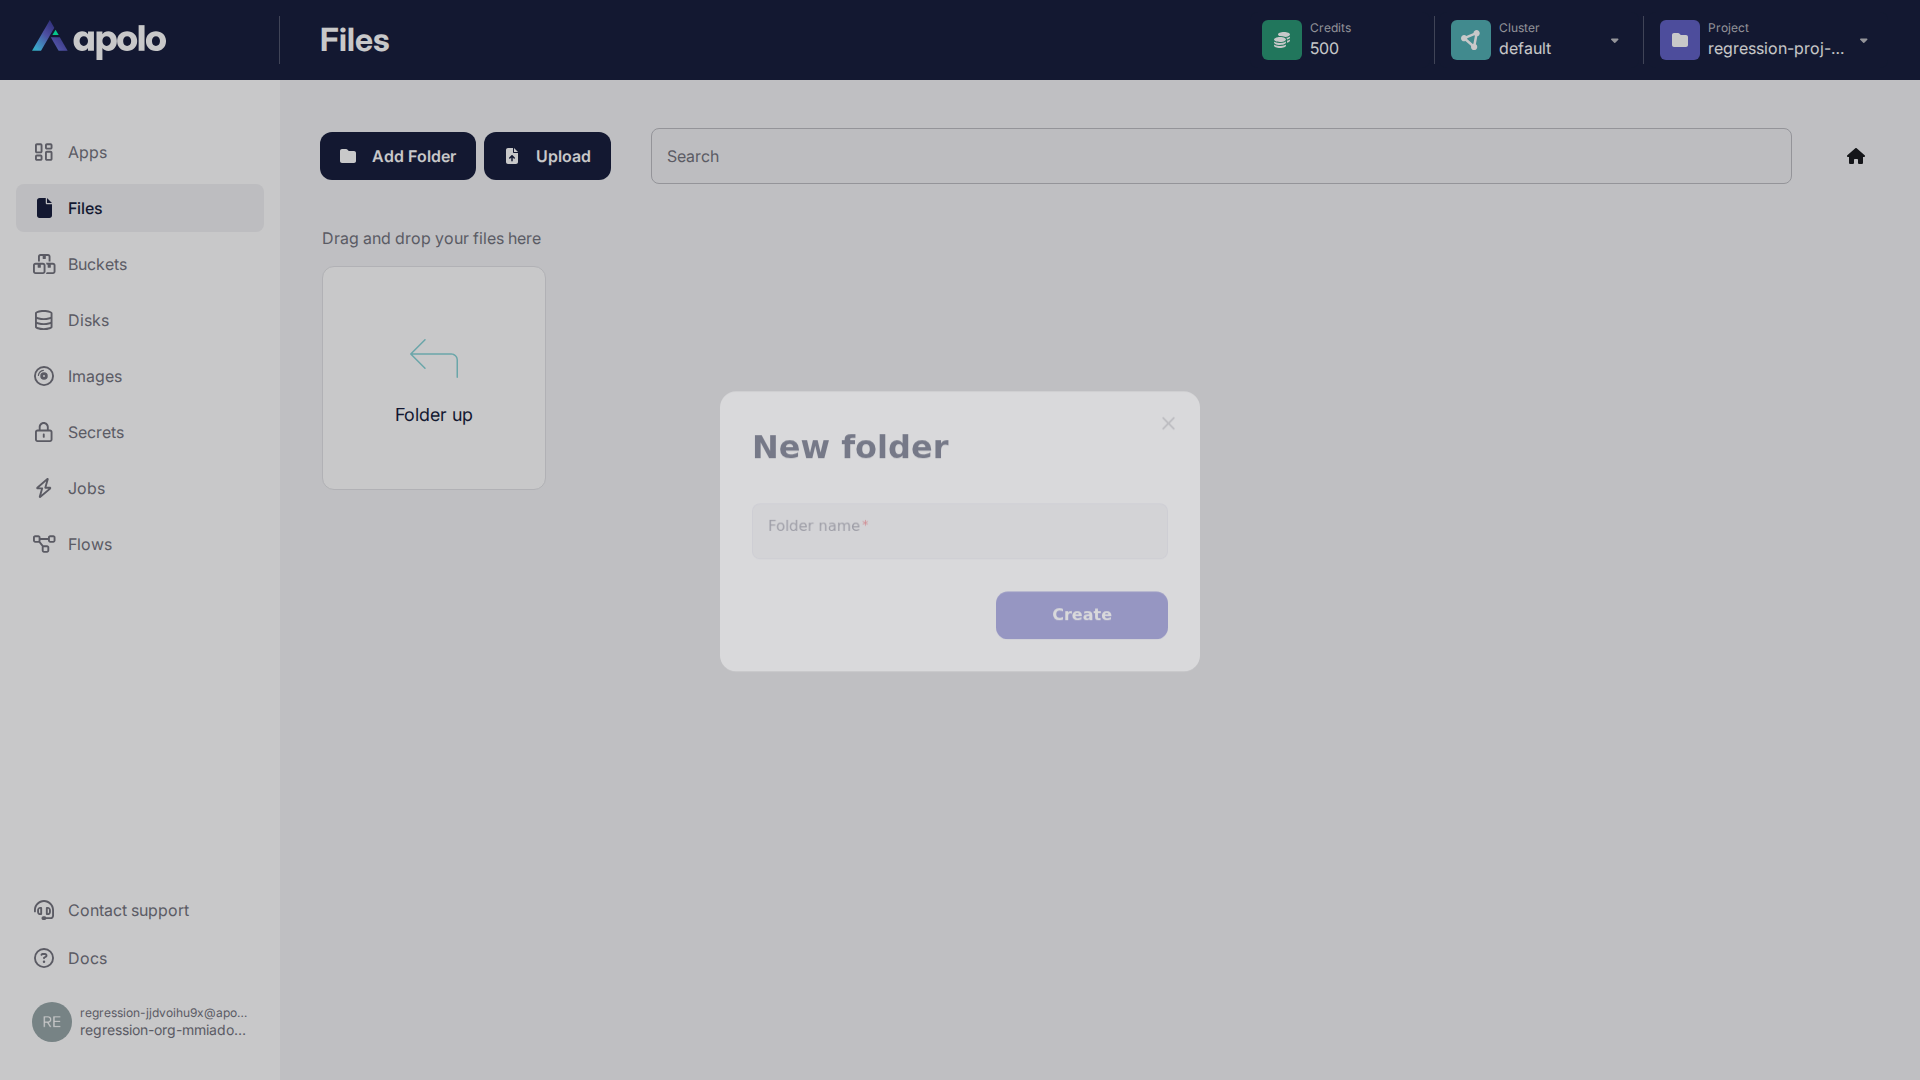 apolo
Files
Credits
500
Cluster
default
Project
regression-proj-...
Apps
Files
Buckets
Disks
Images
Secrets
Jobs
Flows
Contact support
Docs
RE
regression-jjdvoihu9x@apo...
regression-org-mmiado...
Add Folder
Upload
Search
Drag and drop your files here
Folder up
New folder
Folder name*
Create